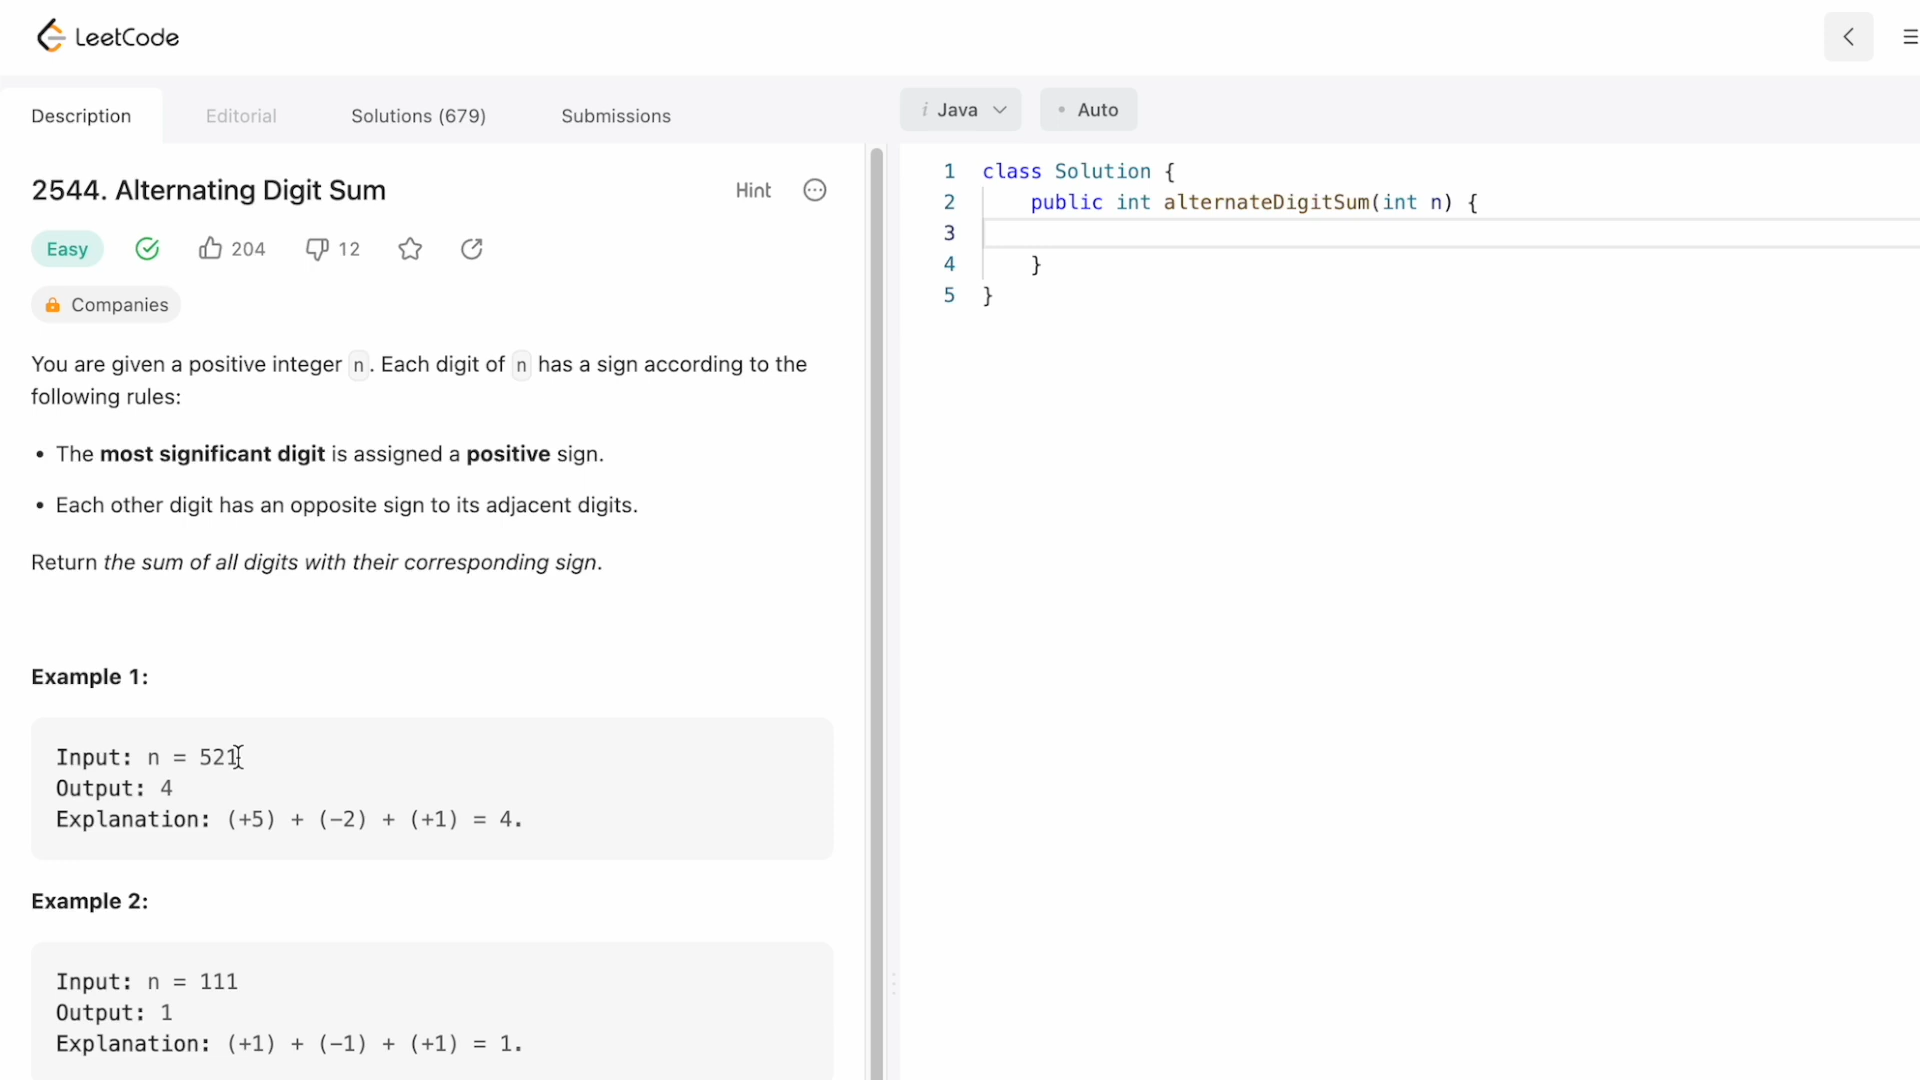 LeetCode
Description
Editorial
Solutions (679)
Submissions
2544. Alternating Digit Sum
Hint
Easy
204
12
Companies
You are given a positive integer n. Each digit of n has a sign according to the
following rules:
• The most significant digit is assigned a positive sign.
• Each other digit has an opposite sign to its adjacent digits.
Return the sum of all digits with their corresponding sign.
Example 1:
Input: n = 521
Output: 4
Explanation: (+5) + (−2) + (+1) = 4.
Example 2:
Input: n = 111
Output: 1
Explanation: (+1) + (−1) + (+1) = 1.
i Java
• Auto
1 class Solution {
2 public int alternateDigitSum(int n) {
3
4 }
5 }